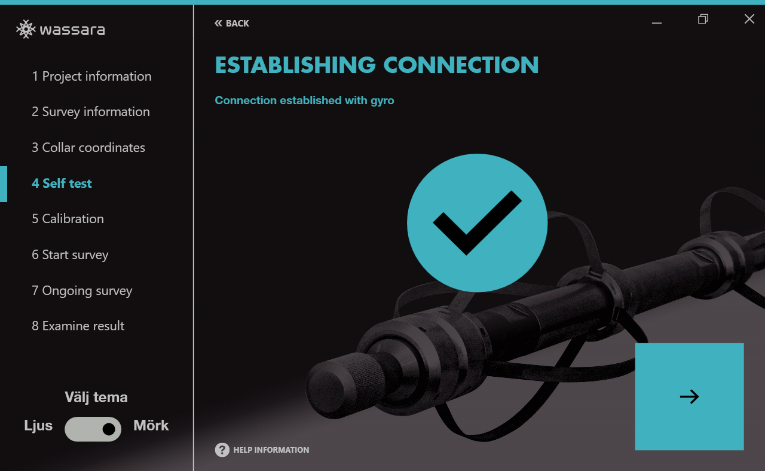 wassara
1 Project information
2 Survey information
3 Collar coordinates
4 Self test
5 Calibration
6 Start survey
7 Ongoing survey
8 Examine result
Välj tema
Ljus Mörk
BACK
ESTABLISHING CONNECTION
Connection established with gyro
? HELP INFORMATION